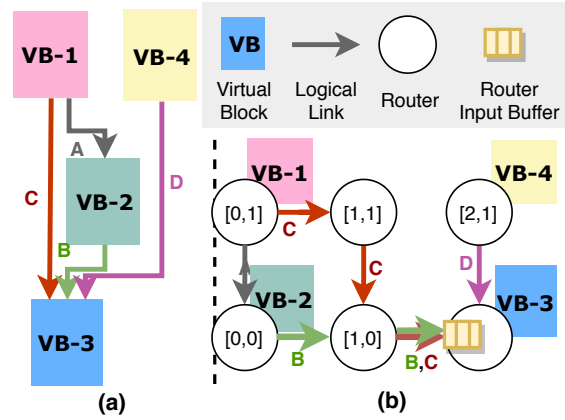 VB-1
VB-4
VB-2
VB-3
A
C
B
D
(a)
VB
Virtual
Block
Logical
Link
Router
Router
Input Buffer
VB-1
VB-4
[0,1]
[1,1]
[2,1]
C
A
C
D
VB-2
VB-3
[0,0]
[1,0]
B
B,C
(b)